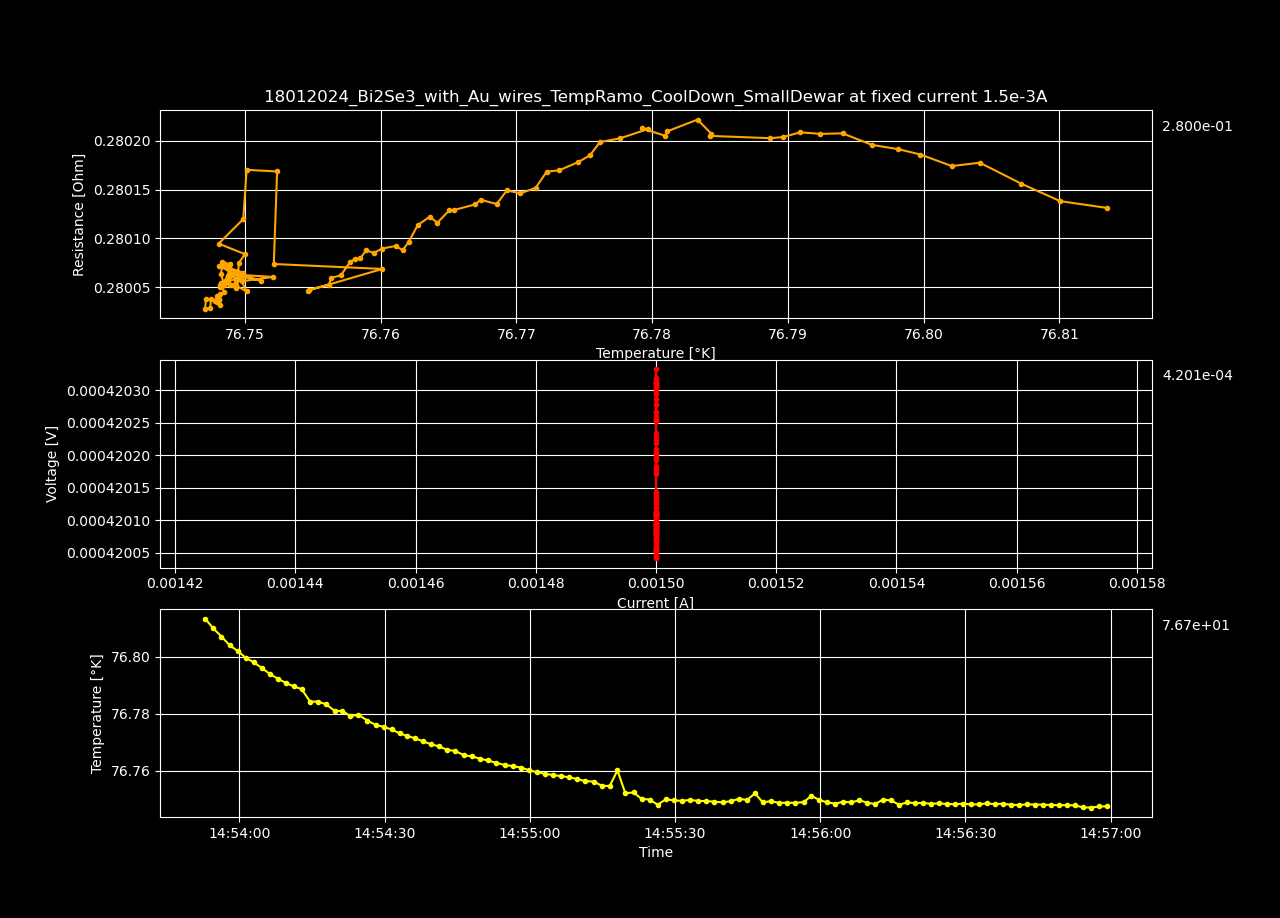 18012024_Bi2Se3_with_Au_wires_TempRamo_CoolDown_SmallDewar at fixed current 1.5e-3A
2.800e-01
Resistance [Ohm]
0.28020
0.28015
0.28010
0.28005
76.75 76.76 76.77 76.78 76.79 76.80 76.81
Temperature [°K]
4.201e-04
Voltage [V]
0.00042030
0.00042025
0.00042020
0.00042015
0.00042010
0.00042005
0.00142 0.00144 0.00146 0.00148 0.00150 0.00152 0.00154 0.00156 0.00158
Current [A]
7.67e+01
Temperature [°K]
76.80
76.78
76.76
14:54:00 14:54:30 14:55:00 14:55:30 14:56:00 14:56:30 14:57:00
Time